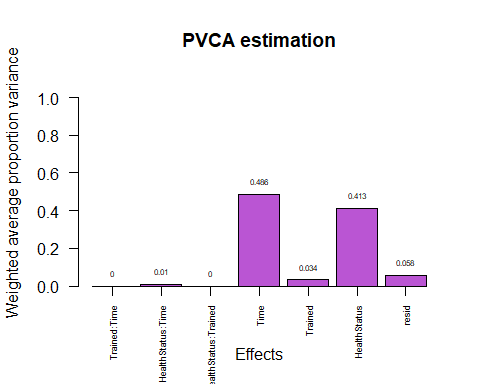 PVCA estimation
Weighted average proportion variance
1.0
0.8
0.6
0.4
0.2
0.0
0
0.01
0
0.486
0.034
0.413
0.058
Trained:Time
HealthStatus:Time
HealthStatus:Trained
Time
Trained
HealthStatus
resid
Effects